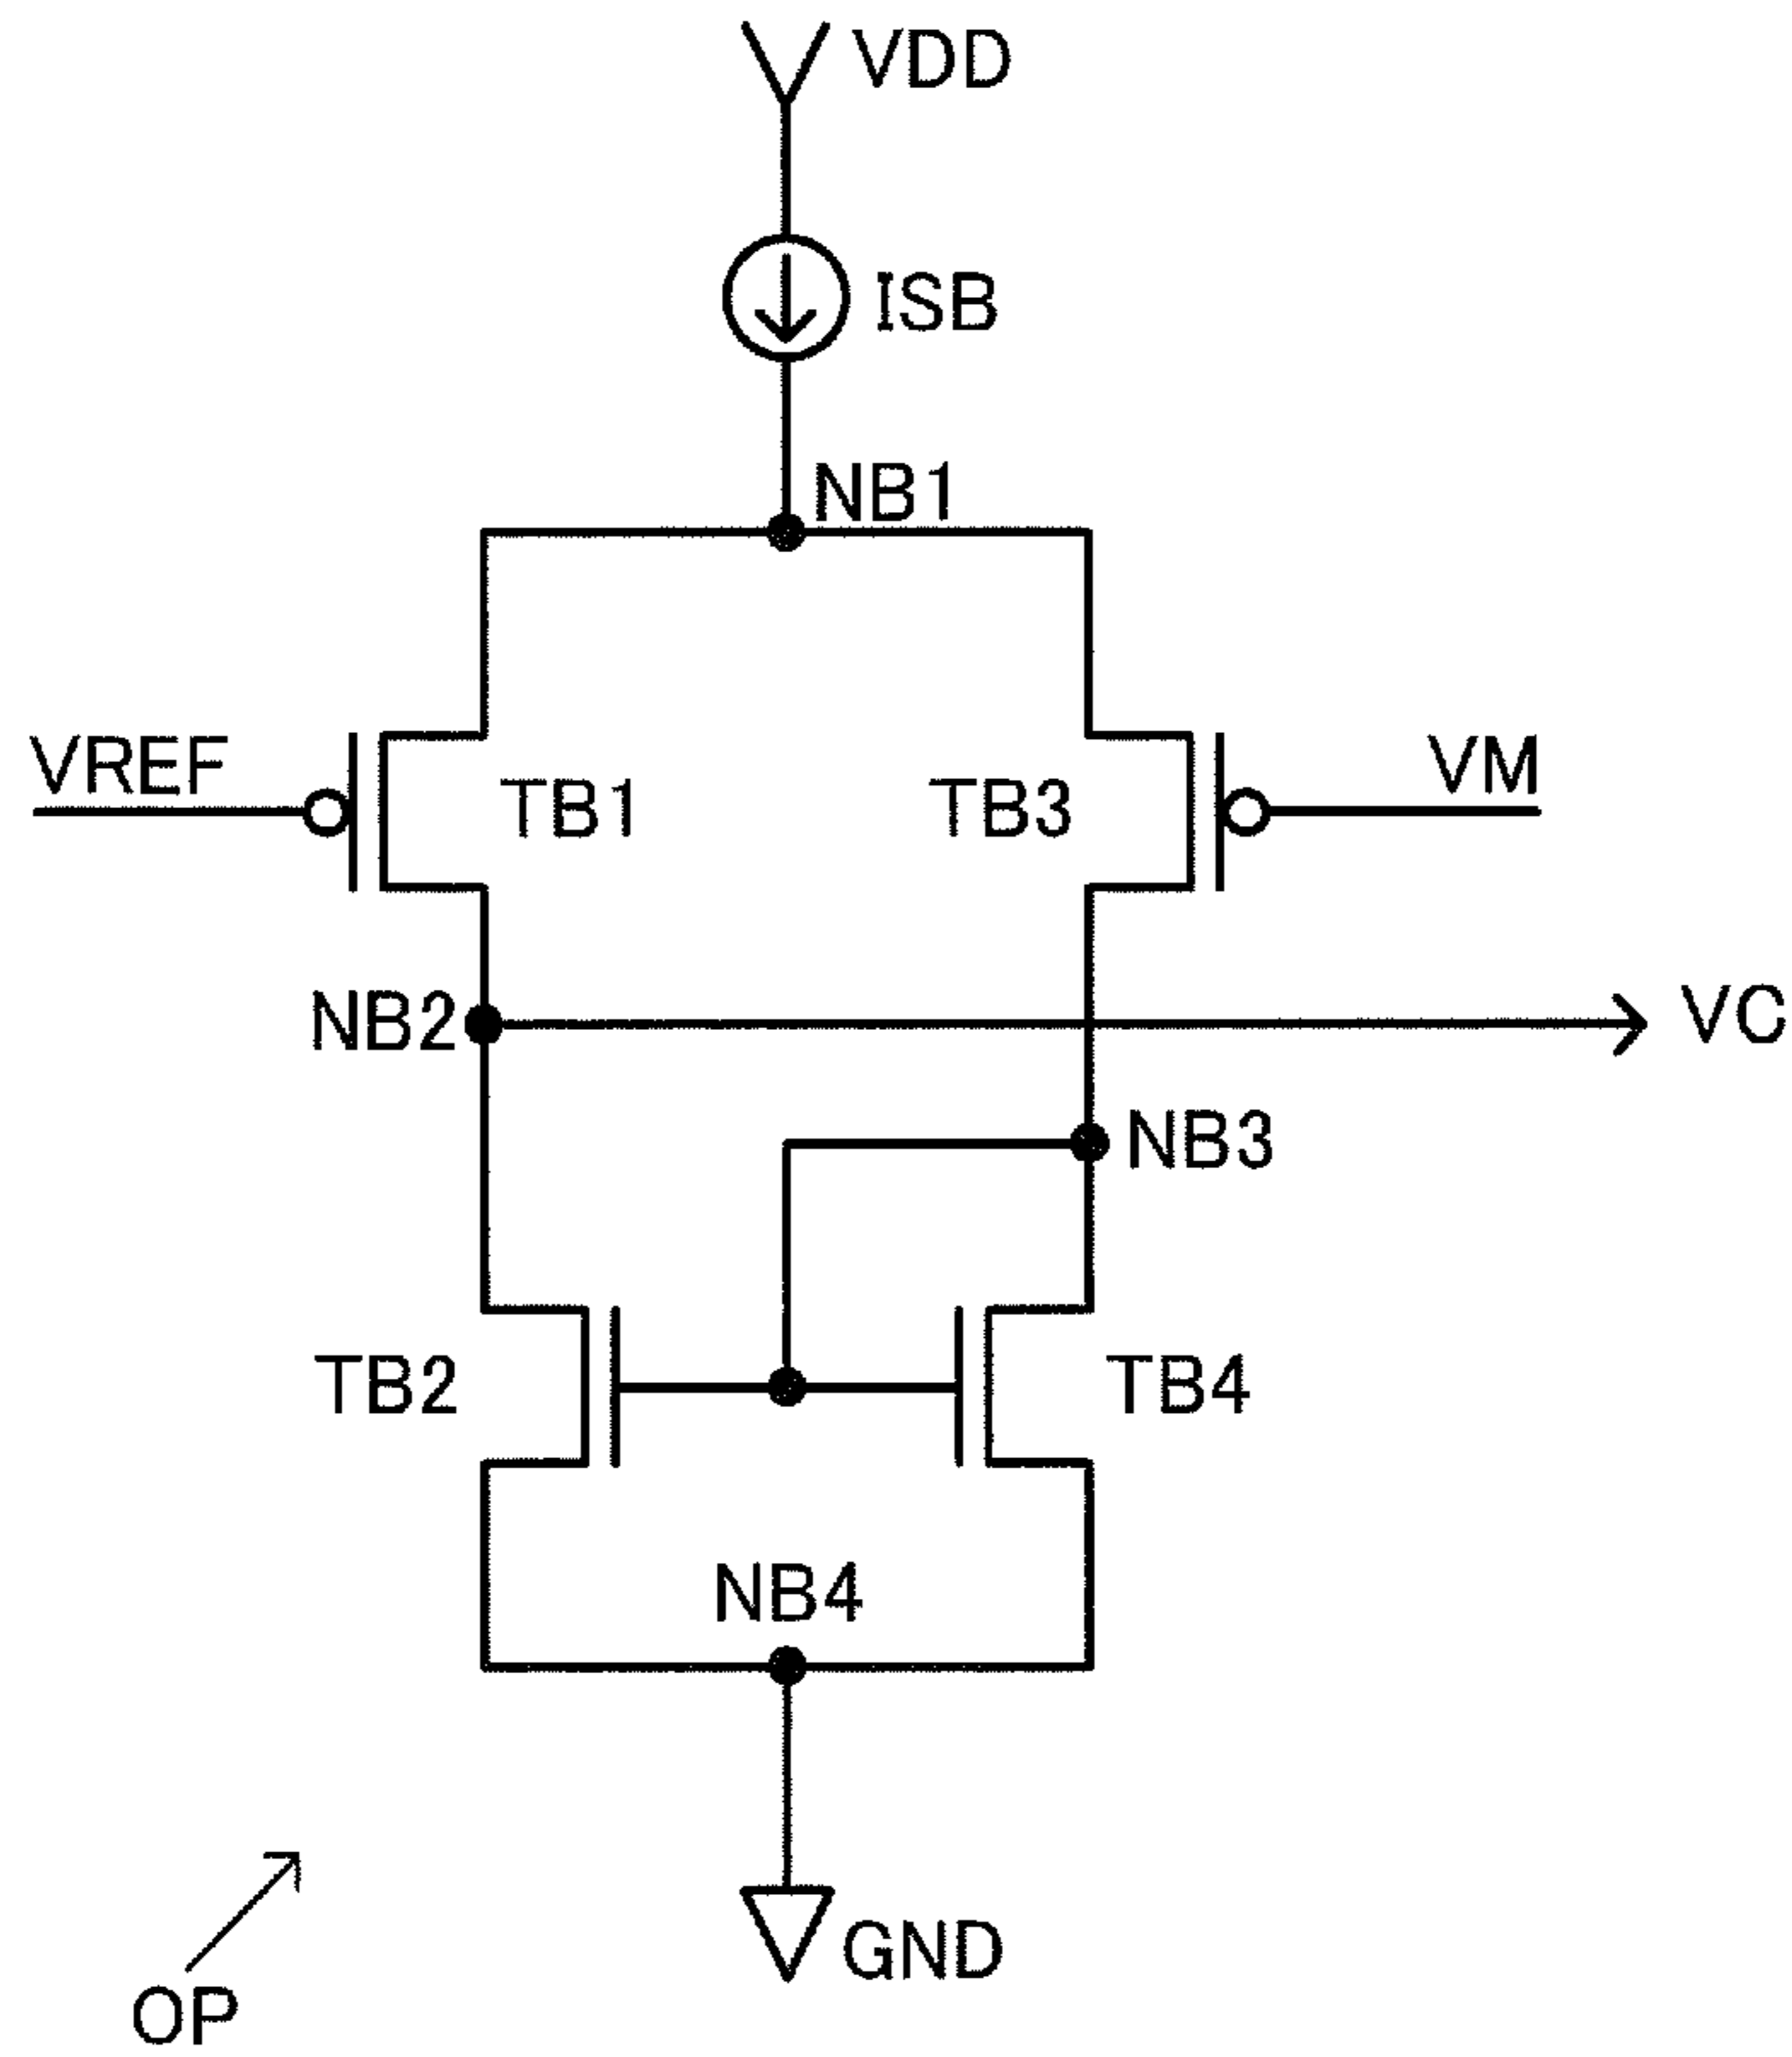 VDD
ISB
NB1
VREF
TB1
TB3
VM
NB2
VC
NB3
TB2
TB4
NB4
GND
OP